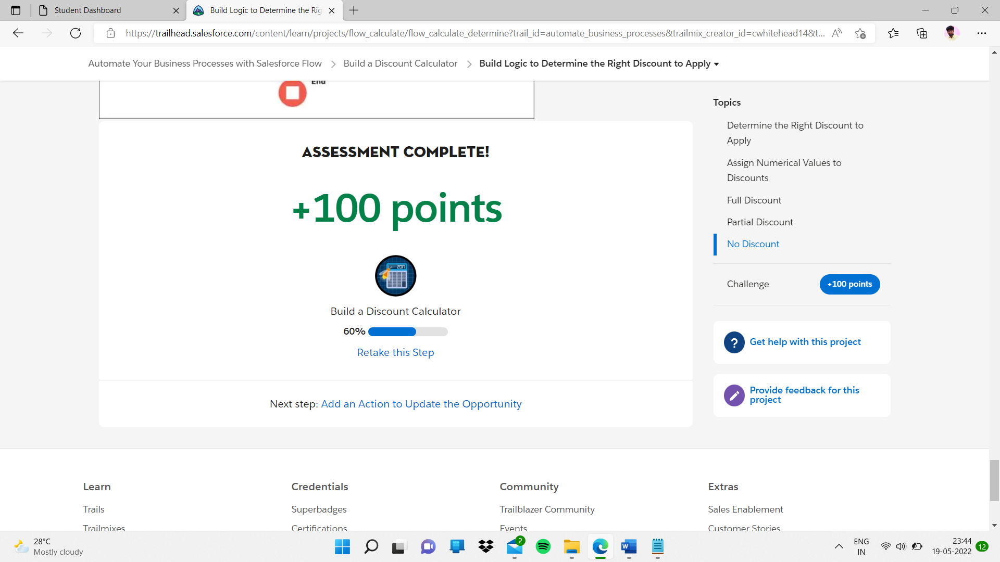 Student Dashboard
Build Logic to Determine the Rig
https://trailhead.salesforce.com/content/learn/projects/flow_calculate/flow_calculate_determine?trail_id=automate_business_processes&trailmix_creator_id=cwhitehead14&t...
Automate Your Business Processes with Salesforce Flow
Build a Discount Calculator
Build Logic to Determine the Right Discount to Apply
End
ASSESSMENT COMPLETE!
+100 points
2017
Build a Discount Calculator
60%
Retake this Step
Next step: Add an Action to Update the Opportunity
Topics
Determine the Right Discount to
Apply
Assign Numerical Values to
Discounts
Full Discount
Partial Discount
No Discount
Challenge
+100 points
? Get help with this project
Provide feedback for this
project
Learn
Trails
Trailmixes
Credentials
Superbadges
Certifications
Community
Trailblazer Community
Events
Extras
Sales Enablement
Customer Stories
28°C
Mostly cloudy
2
W
ENG
IN
23:44
19-05-2022
12